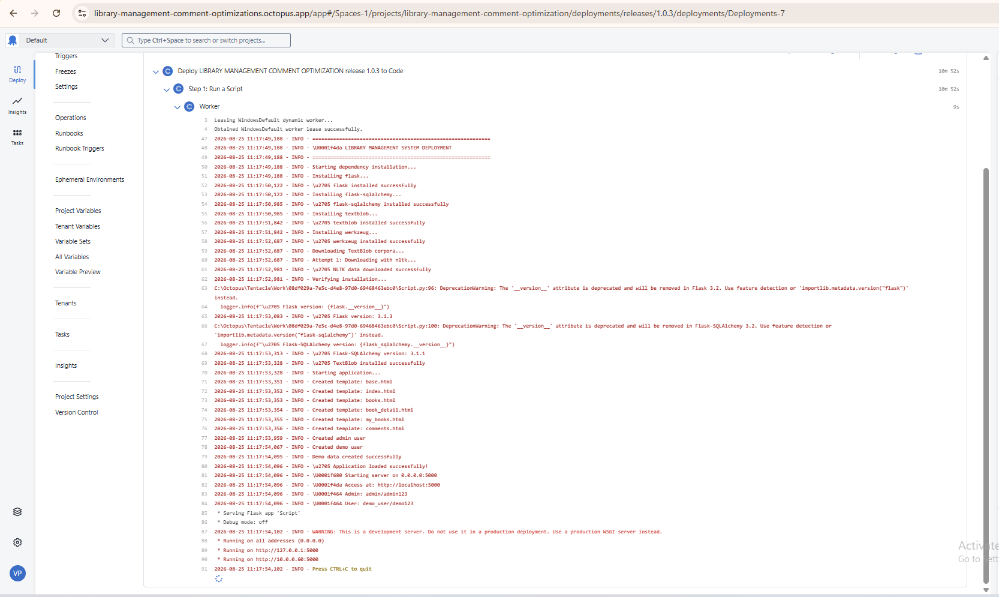 library-management-comment-optimizations.octopus.app/app#/Spaces-1/projects/library-management-comment-optimization/deployments/releases/1.0.3/deployments/Deployments-7
Default
Type Ctrl+Space to search or switch projects...
Deploy
Insights
Tasks
VP
Triggers
Freezes
Settings
Operations
Runbooks
Runbook Triggers
Ephemeral Environments
Project Variables
Tenant Variables
Variable Sets
All Variables
Variable Preview
Tenants
Tasks
Insights
Project Settings
Version Control
Deploy LIBRARY MANAGEMENT COMMENT OPTIMIZATION release 1.0.3 to Code 10m 52s
Step 1: Run a Script 10m 52s
Worker 9s
3 Leasing WindowsDefault dynamic worker...
4 Obtained WindowsDefault worker lease successfully.
47 2026-08-25 11:17:49,188 - INFO - ============================================================
48 2026-08-25 11:17:49,188 - INFO - \U0001f4da LIBRARY MANAGEMENT SYSTEM DEPLOYMENT
49 2026-08-25 11:17:49,188 - INFO - ============================================================
50 2026-08-25 11:17:49,188 - INFO - Starting dependency installation...
51 2026-08-25 11:17:49,188 - INFO - Installing flask...
52 2026-08-25 11:17:50,122 - INFO - \u2705 flask installed successfully
53 2026-08-25 11:17:50,122 - INFO - Installing flask-sqlalchemy...
54 2026-08-25 11:17:50,985 - INFO - \u2705 flask-sqlalchemy installed successfully
55 2026-08-25 11:17:50,985 - INFO - Installing textblob...
56 2026-08-25 11:17:51,842 - INFO - \u2705 textblob installed successfully
57 2026-08-25 11:17:51,842 - INFO - Installing werkzeug...
58 2026-08-25 11:17:52,687 - INFO - \u2705 werkzeug installed successfully
59 2026-08-25 11:17:52,687 - INFO - Downloading TextBlob corpora...
60 2026-08-25 11:17:52,687 - INFO - Attempt 1: Downloading with nltk...
61 2026-08-25 11:17:52,981 - INFO - \u2705 NLTK data downloaded successfully
62 2026-08-25 11:17:52,981 - INFO - Verifying installation...
63 C:\Octopus\Tentacle\Work\08df029a-7e5c-d4e8-97d0-69468463ebc0\Script.py:96: DeprecationWarning: The '__version__' attribute is deprecated and will be removed in Flask 3.2. Use feature detection or 'importlib.metadata.version("flask")'
instead.
64 logger.info(f"\u2705 Flask version: {flask.__version__}")
65 2026-08-25 11:17:53,083 - INFO - \u2705 Flask version: 3.1.3
66 C:\Octopus\Tentacle\Work\08df029a-7e5c-d4e8-97d0-69468463ebc0\Script.py:100: DeprecationWarning: The '__version__' attribute is deprecated and will be removed in Flask-SQLAlchemy 3.2. Use feature detection or
'importlib.metadata.version("flask-sqlalchemy")' instead.
67 logger.info(f"\u2705 Flask-SQLAlchemy version: {flask_sqlalchemy.__version__}")
68 2026-08-25 11:17:53,313 - INFO - \u2705 Flask-SQLAlchemy version: 3.1.1
69 2026-08-25 11:17:53,328 - INFO - \u2705 TextBlob installed successfully
70 2026-08-25 11:17:53,328 - INFO - Starting application...
71 2026-08-25 11:17:53,351 - INFO - Created template: base.html
72 2026-08-25 11:17:53,352 - INFO - Created template: index.html
73 2026-08-25 11:17:53,353 - INFO - Created template: books.html
74 2026-08-25 11:17:53,354 - INFO - Created template: book_detail.html
75 2026-08-25 11:17:53,355 - INFO - Created template: my_books.html
76 2026-08-25 11:17:53,356 - INFO - Created template: comments.html
77 2026-08-25 11:17:53,959 - INFO - Created admin user
78 2026-08-25 11:17:54,067 - INFO - Created demo user
79 2026-08-25 11:17:54,095 - INFO - Demo data created successfully
80 2026-08-25 11:17:54,096 - INFO - \u2705 Application loaded successfully!
81 2026-08-25 11:17:54,096 - INFO - \U0001f680 Starting server on 0.0.0.0:5000
82 2026-08-25 11:17:54,096 - INFO - \U0001f4da Access at: http://localhost:5000
83 2026-08-25 11:17:54,096 - INFO - \U0001f464 Admin: admin/admin123
84 2026-08-25 11:17:54,096 - INFO - \U0001f464 User: demo_user/demo123
85 * Serving Flask app 'Script'
86 * Debug mode: off
87 2026-08-25 11:17:54,102 - INFO - WARNING: This is a development server. Do not use it in a production deployment. Use a production WSGI server instead.
88 * Running on all addresses (0.0.0.0)
89 * Running on http://127.0.0.1:5000
90 * Running on http://10.0.0.60:5000
91 2026-08-25 11:17:54,102 - INFO - Press CTRL+C to quit
Activate
Go to Sett